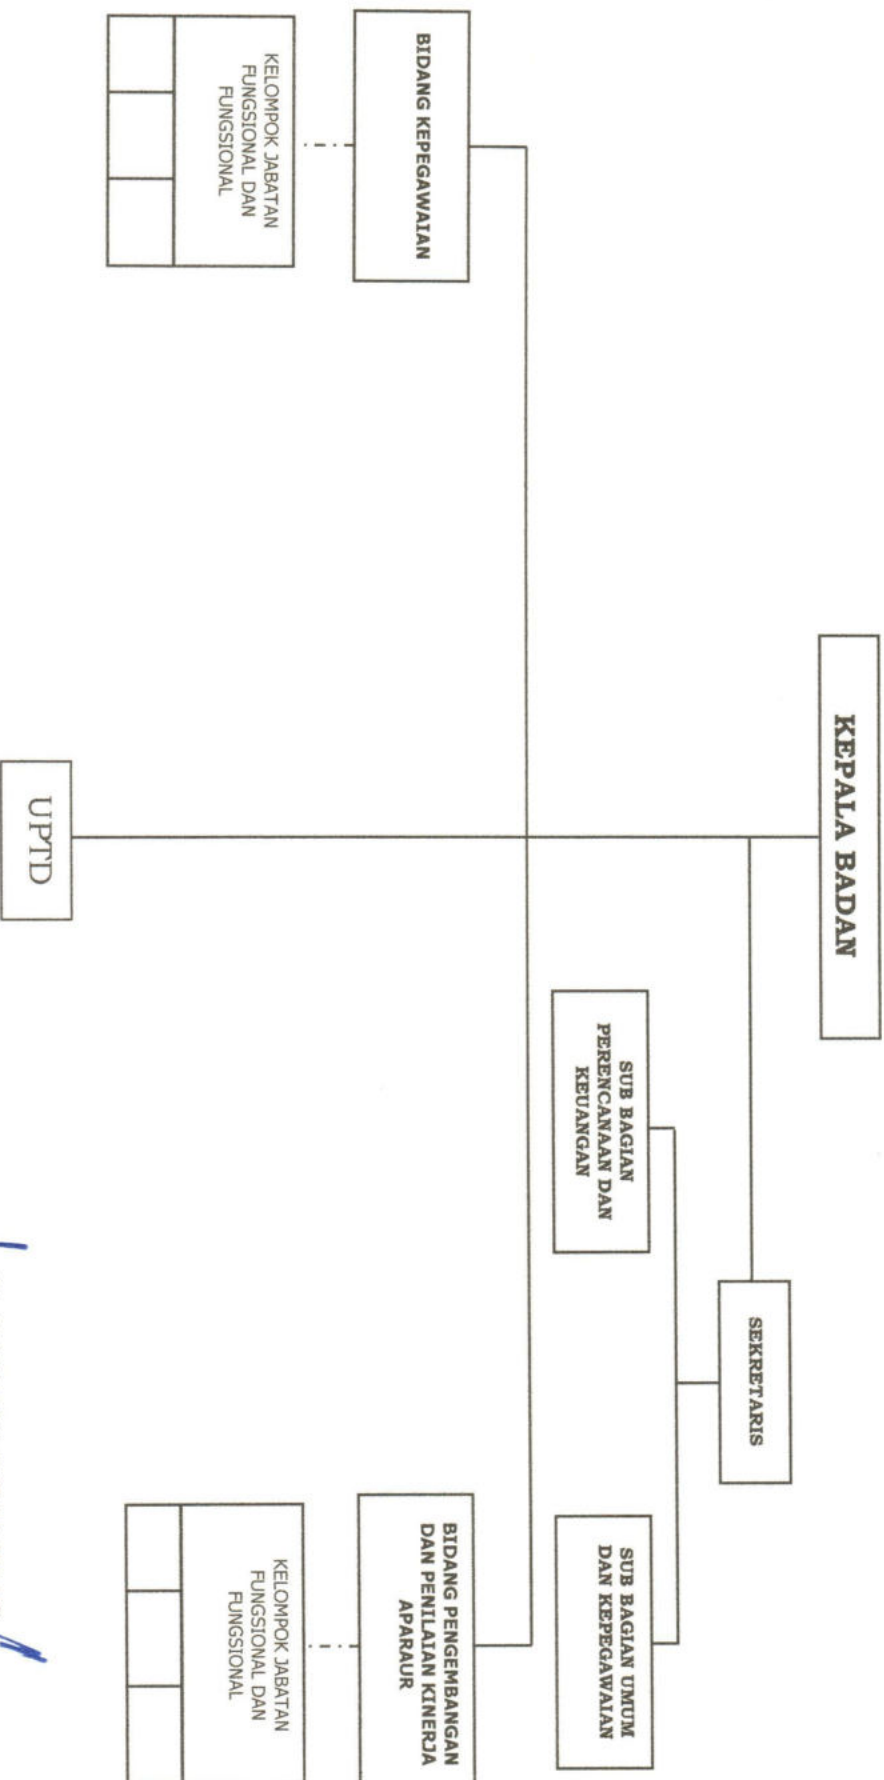 KEPALA BADAN
SEKRETARIS
SUB BAGIAN
PERENCANAAN DAN
KEUANGAN
SUB BAGIAN UMUM
DAN KEPEGAWAIAN
BIDANG KEPEGAWAIAN
BIDANG PENGEMBANGAN
DAN PENILAIAN KINERJA
APARAUR
KELOMPOK JABATAN
FUNGSIONAL DAN
FUNGSIONAL
KELOMPOK JABATAN
FUNGSIONAL DAN
FUNGSIONAL
UPTD